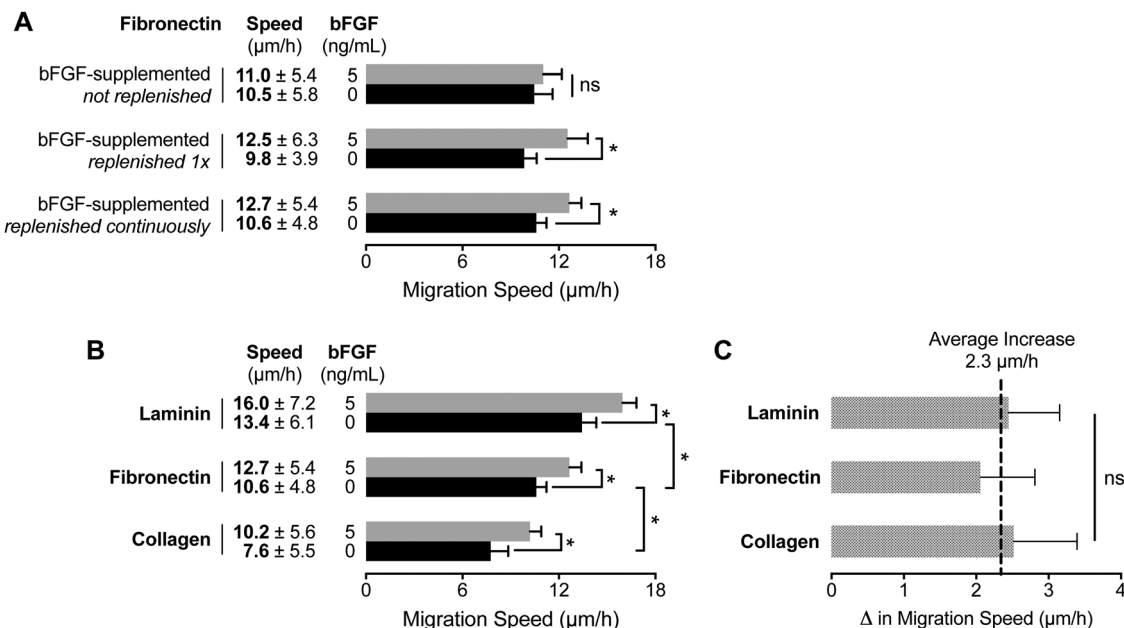 A
Fibronectin Speed bFGF
(µm/h) (ng/mL)
bFGF-supplemented 11.0 ± 5.4 5
not replenished 10.5 ± 5.8 0
ns
bFGF-supplemented 12.5 ± 6.3 5
replenished 1x 9.8 ± 3.9 0
*
bFGF-supplemented 12.7 ± 5.4 5
replenished continuously 10.6 ± 4.8 0
*
0 6 12 18
Migration Speed (µm/h)
B
Speed bFGF
(µm/h) (ng/mL)
Laminin
16.0 ± 7.2 5
13.4 ± 6.1 0
*
*
Fibronectin
12.7 ± 5.4 5
10.6 ± 4.8 0
*
*
Collagen
10.2 ± 5.6 5
7.6 ± 5.5 0
*
0 6 12 18
Migration Speed (µm/h)
C
Average Increase
2.3 µm/h
Laminin
Fibronectin
ns
Collagen
0 1 2 3 4
Δ in Migration Speed (µm/h)